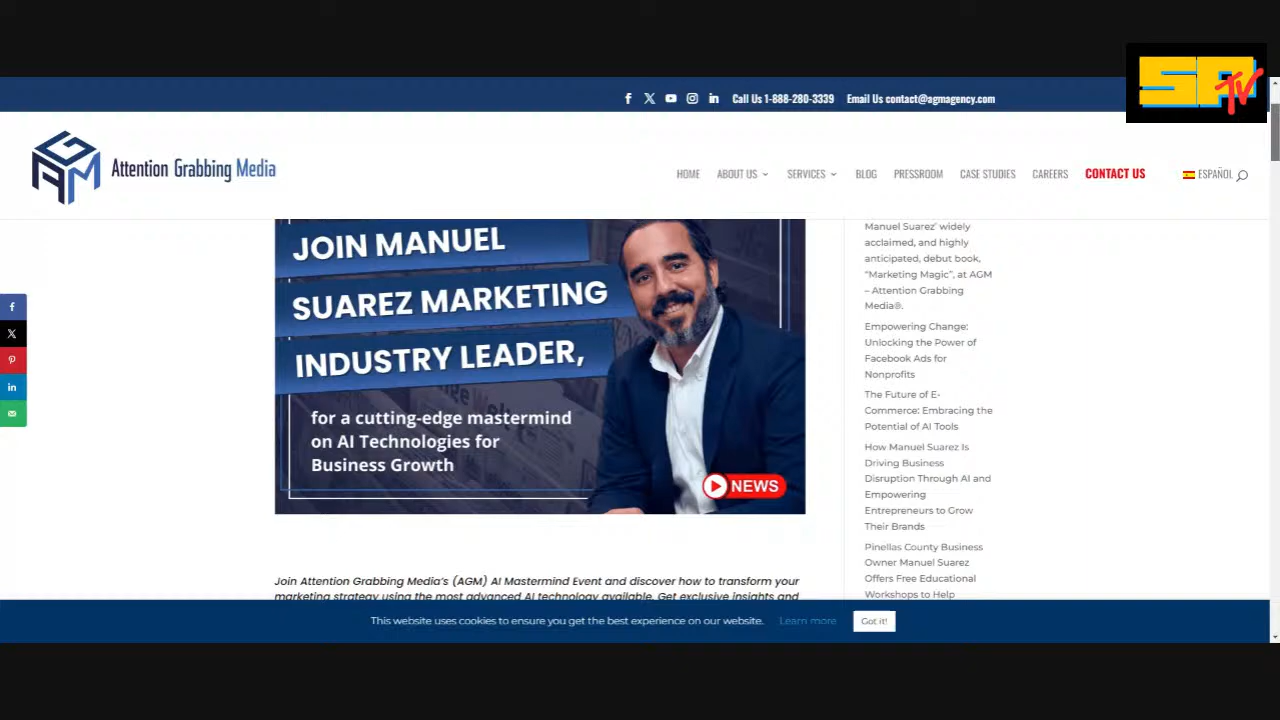 SP TV
Call Us 1-888-280-3339 Email Us contact@agmagency.com
AGM Attention Grabbing Media
HOME ABOUT US SERVICES BLOG PRESSROOM CASE STUDIES CAREERS CONTACT US ESPAÑOL
JOIN MANUEL
SUAREZ MARKETING
INDUSTRY LEADER,
for a cutting-edge mastermind
on AI Technologies for
Business Growth
NEWS
Join Attention Grabbing Media's (AGM) AI Mastermind Event and discover how to transform your
marketing strategy using the most advanced AI technology available. Get exclusive insights and
Manuel Suarez' widely
acclaimed, and highly
anticipated, debut book,
"Marketing Magic", at AGM
– Attention Grabbing
Media®.
Empowering Change:
Unlocking the Power of
Facebook Ads for
Nonprofits
The Future of E-
Commerce: Embracing the
Potential of AI Tools
How Manuel Suarez Is
Driving Business
Disruption Through AI and
Empowering
Entrepreneurs to Grow
Their Brands
Pinellas County Business
Owner Manuel Suarez
Offers Free Educational
Workshops to Help
This website uses cookies to ensure you get the best experience on our website. Learn more Got it!